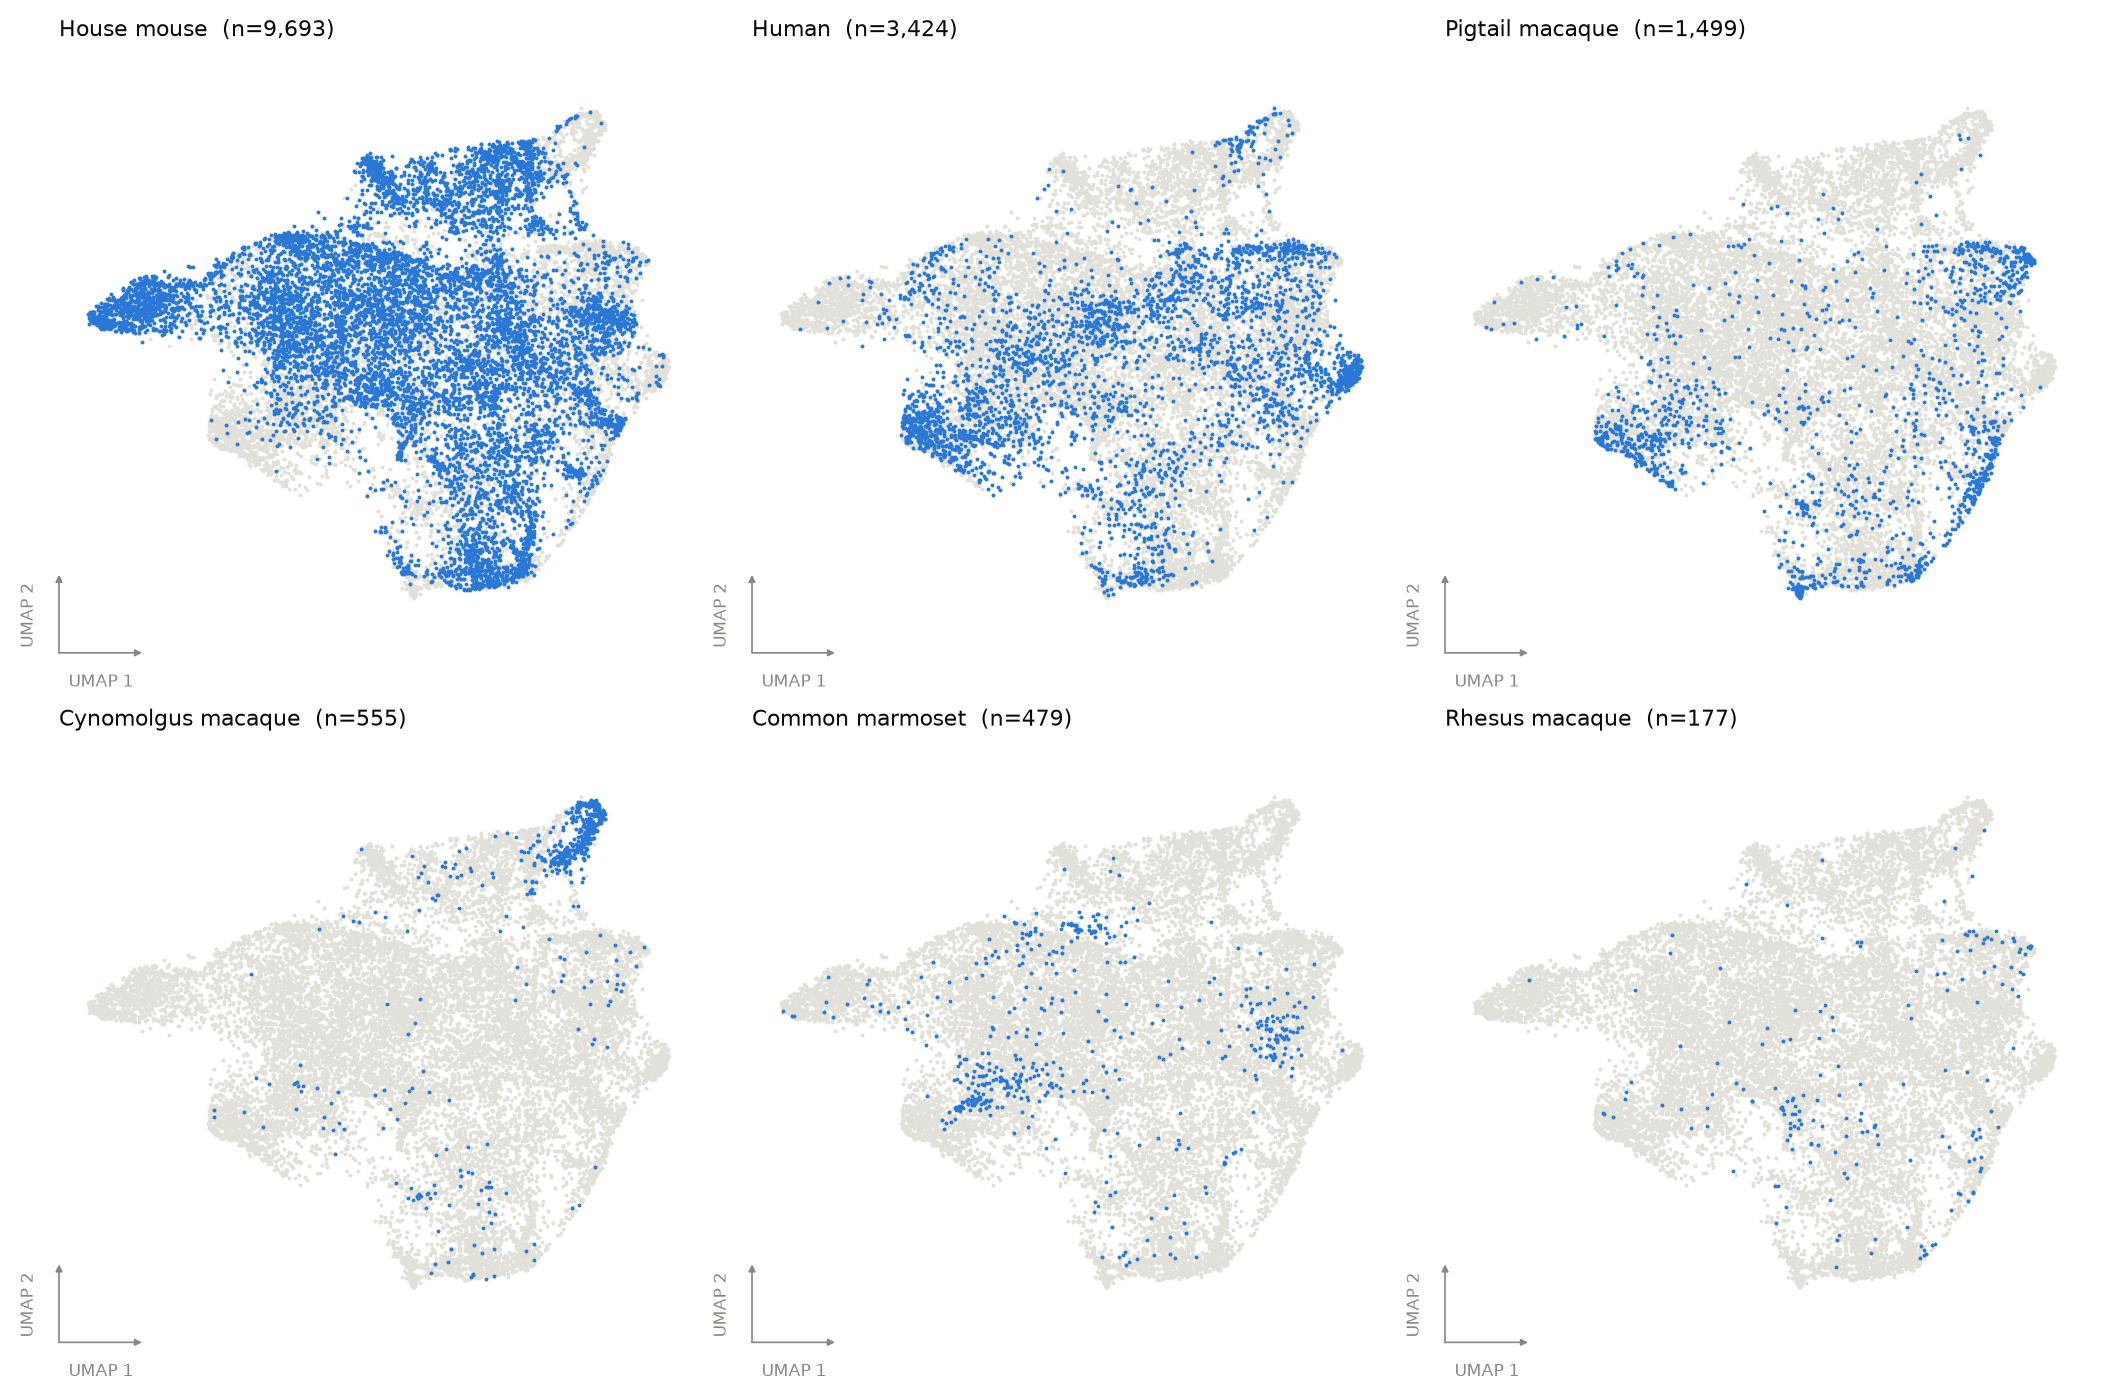 House mouse (n=9,693)
Human (n=3,424)
Pigtail macaque (n=1,499)
UMAP 2
UMAP 1
UMAP 2
UMAP 1
UMAP 2
UMAP 1
Cynomolgus macaque (n=555)
Common marmoset (n=479)
Rhesus macaque (n=177)
UMAP 2
UMAP 1
UMAP 2
UMAP 1
UMAP 2
UMAP 1